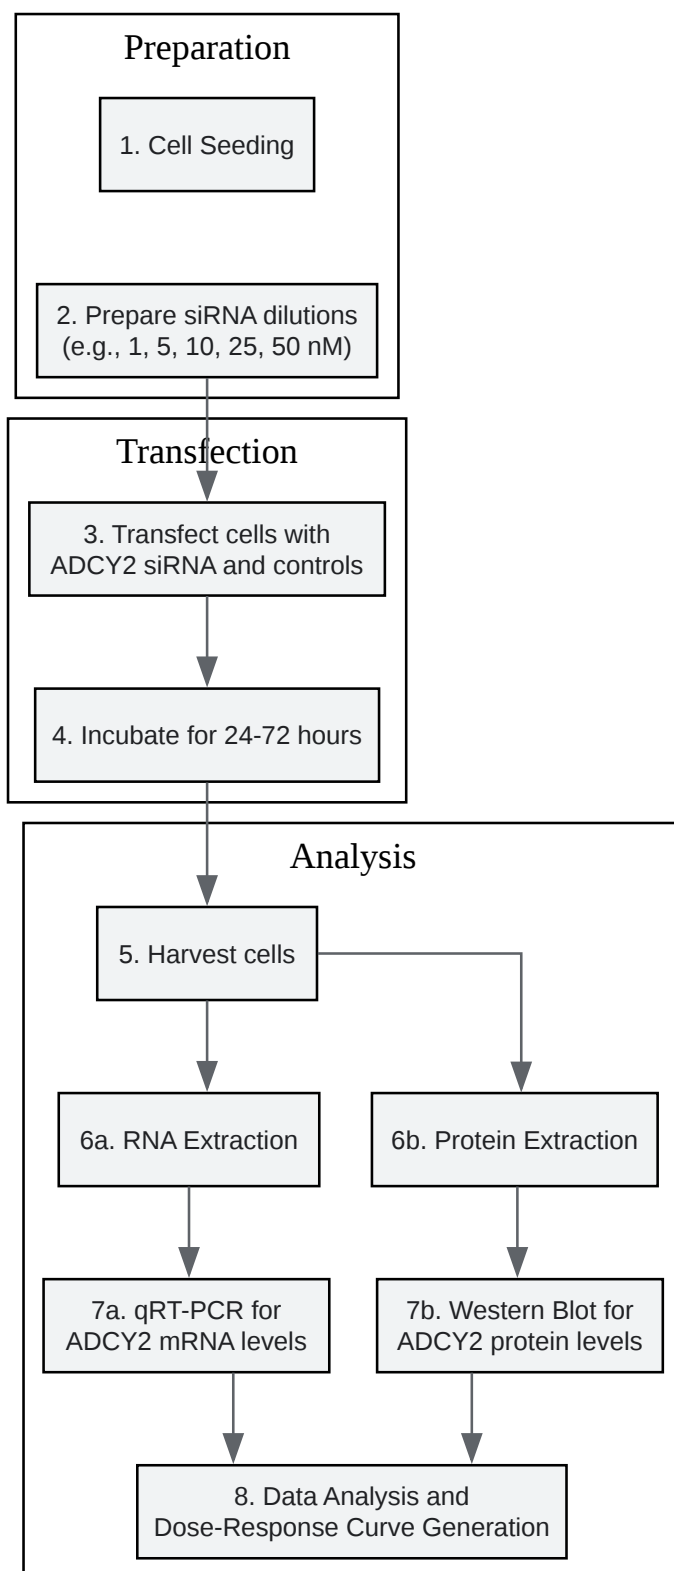 Preparation
1. Cell Seeding
2. Prepare siRNA dilutions
(e.g., 1, 5, 10, 25, 50 nM)
Transfection
3. Transfect cells with
ADCY2 siRNA and controls
4. Incubate for 24-72 hours
Analysis
5. Harvest cells
6a. RNA Extraction
6b. Protein Extraction
7a. qRT-PCR for
ADCY2 mRNA levels
7b. Western Blot for
ADCY2 protein levels
8. Data Analysis and
Dose-Response Curve Generation